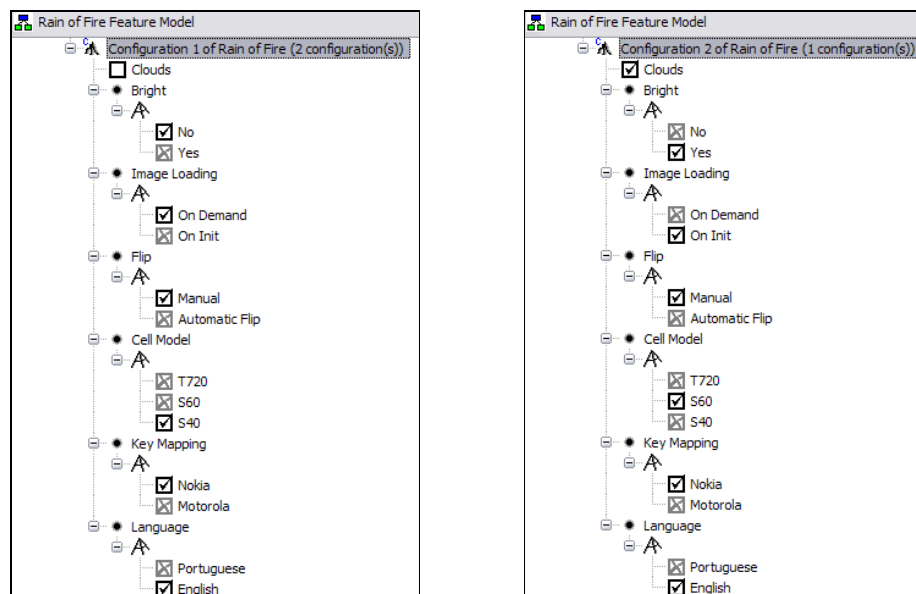 Rain of Fire Feature Model
Configuration 1 of Rain of Fire (2 configuration(s))
Clouds
Bright
No
Yes
Image Loading
On Demand
On Init
Flip
Manual
Automatic Flip
Cell Model
T720
S60
S40
Key Mapping
Nokia
Motorola
Language
Portuguese
English
Rain of Fire Feature Model
Configuration 2 of Rain of Fire (1 configuration(s))
Clouds
Bright
No
Yes
Image Loading
On Demand
On Init
Flip
Manual
Automatic Flip
Cell Model
T720
S60
S40
Key Mapping
Nokia
Motorola
Language
Portuguese
English